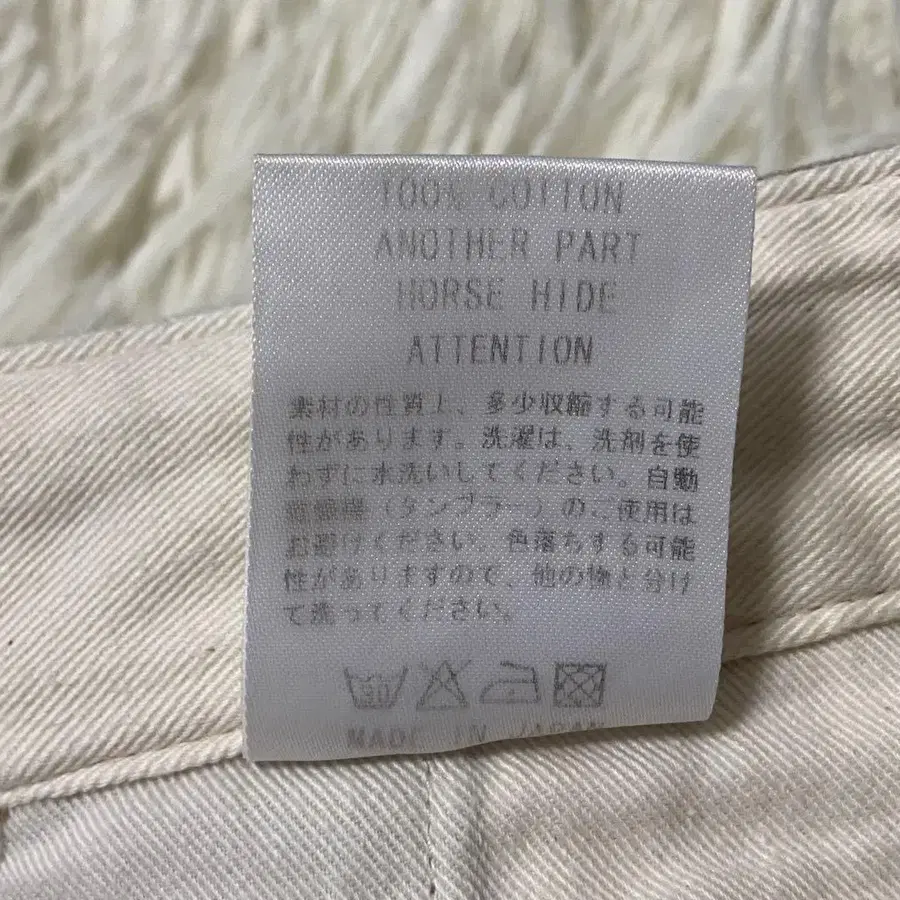 100% COTTON
ANOTHER PART
HORSE HIDE
ATTENTION
素材の性質上、多少収縮する可能
性があります。洗濯は、洗剤を使
わずに水洗いしてください。自動
乾燥機（タンブラー）のご使用は
お避けください。色落ちする可能
性がありますので、他の物と分け
て洗ってください。
30
MADE IN JAPAN